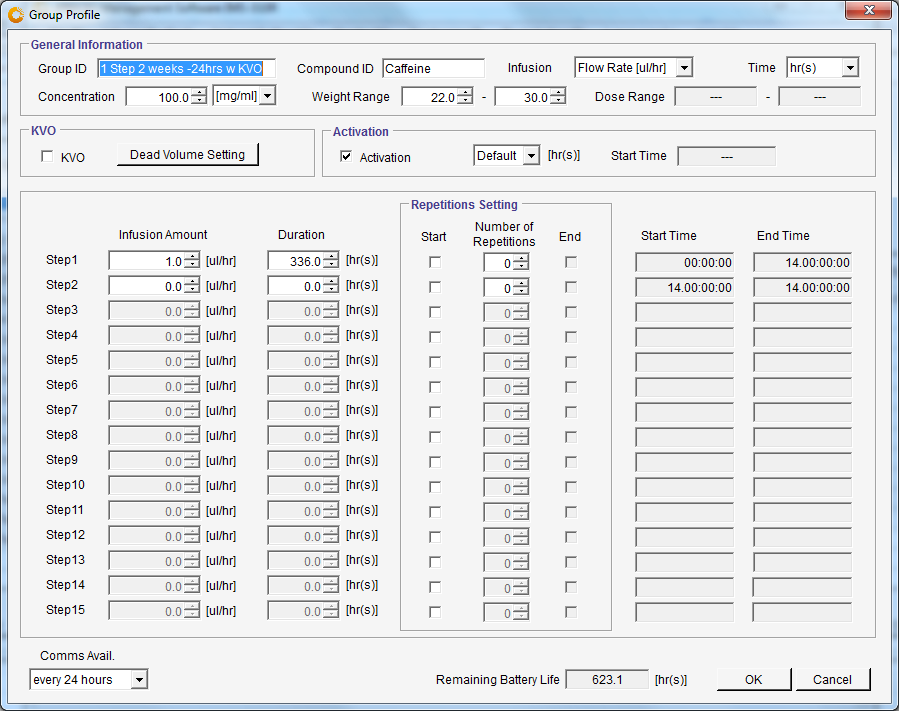 Group Profile
General Information
Group ID 1 Step 2 weeks -24hrs w KVO Compound ID Caffeine Infusion Flow Rate [ul/hr] Time hr(s)
Concentration 100.0 [mg/ml] Weight Range 22.0 - 30.0 Dose Range --- - ---
KVO Activation
KVO Dead Volume Setting Activation Default [hr(s)] Start Time ---
Repetitions Setting
Infusion Amount Duration Start Number of Repetitions End Start Time End Time
Step1 1.0 [ul/hr] 336.0 [hr(s)] 0 00:00:00 14.00:00:00
Step2 0.0 [ul/hr] 0.0 [hr(s)] 0 14.00:00:00 14.00:00:00
Step3 0.0 [ul/hr] 0.0 [hr(s)] 0
Step4 0.0 [ul/hr] 0.0 [hr(s)] 0
Step5 0.0 [ul/hr] 0.0 [hr(s)] 0
Step6 0.0 [ul/hr] 0.0 [hr(s)] 0
Step7 0.0 [ul/hr] 0.0 [hr(s)] 0
Step8 0.0 [ul/hr] 0.0 [hr(s)] 0
Step9 0.0 [ul/hr] 0.0 [hr(s)] 0
Step10 0.0 [ul/hr] 0.0 [hr(s)] 0
Step11 0.0 [ul/hr] 0.0 [hr(s)] 0
Step12 0.0 [ul/hr] 0.0 [hr(s)] 0
Step13 0.0 [ul/hr] 0.0 [hr(s)] 0
Step14 0.0 [ul/hr] 0.0 [hr(s)] 0
Step15 0.0 [ul/hr] 0.0 [hr(s)] 0
Comms Avail.
every 24 hours Remaining Battery Life 623.1 [hr(s)] OK Cancel